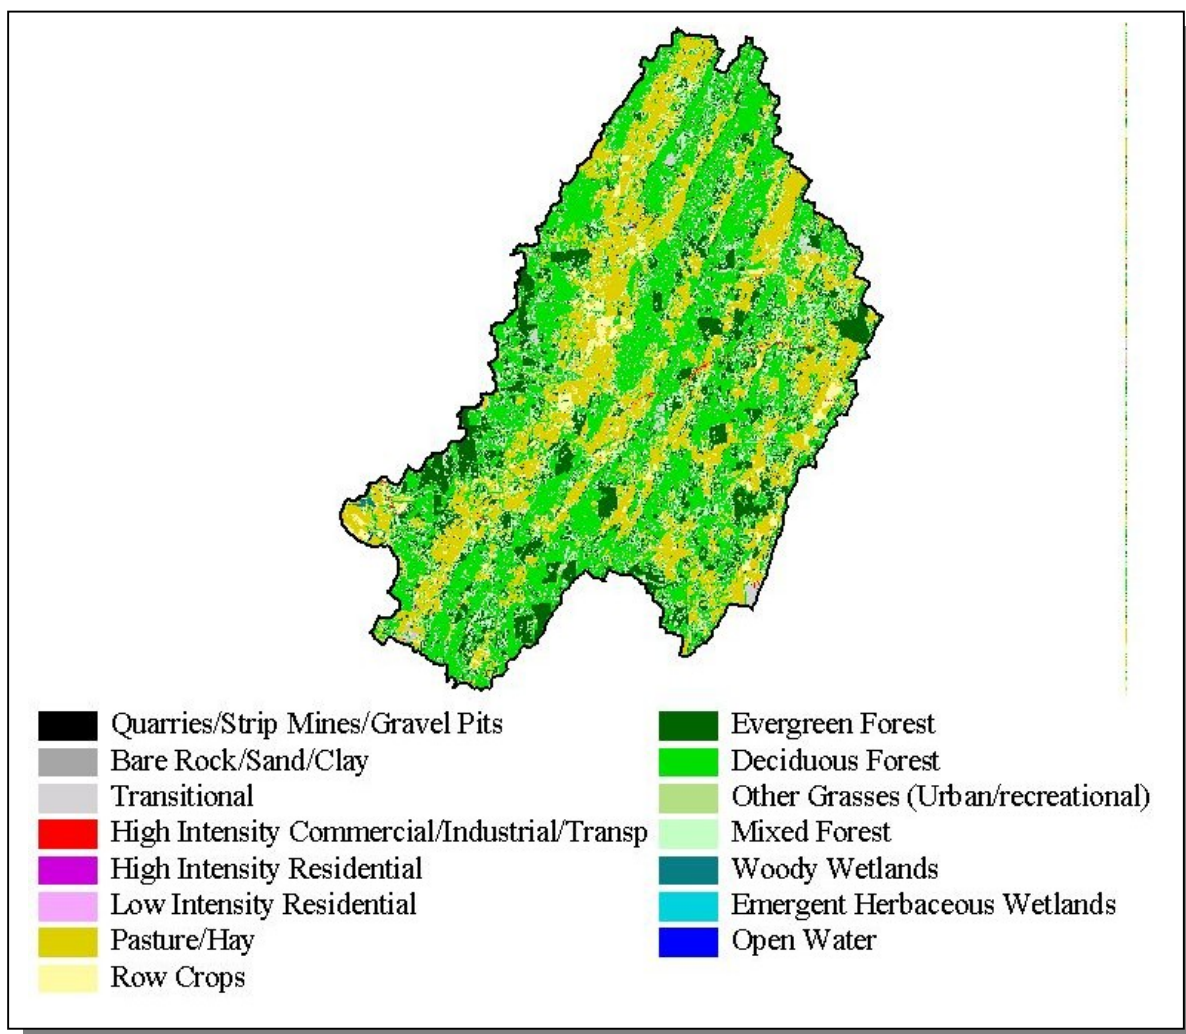 Quarries/Strip Mines/Gravel Pits
Bare Rock/Sand/Clay
Transitional
High Intensity Commercial/Industrial/Transp
High Intensity Residential
Low Intensity Residential
Pasture/Hay
Row Crops
Evergreen Forest
Deciduous Forest
Other Grasses (Urban/recreational)
Mixed Forest
Woody Wetlands
Emergent Herbaceous Wetlands
Open Water